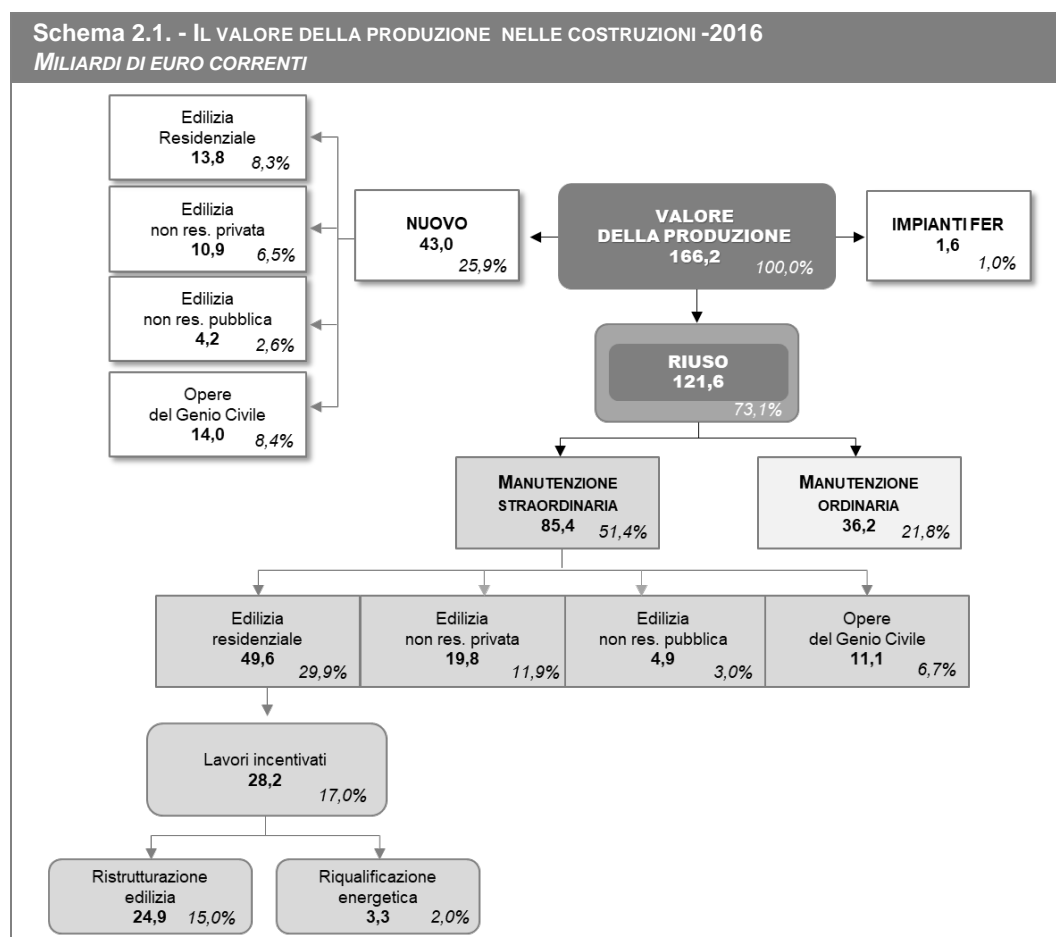 Schema 2.1. - IL VALORE DELLA PRODUZIONE NELLE COSTRUZIONI -2016
MILIARDI DI EURO CORRENTI
Edilizia
Residenziale
13,8
8,3%
Edilizia
non res. privata
10,9
6,5%
Edilizia
non res. pubblica
4,2
2,6%
Opere
del Genio Civile
14,0
8,4%
NUOVO
43,0
25,9%
VALORE
DELLA PRODUZIONE
166,2
100,0%
IMPIANTI FER
1,6
1,0%
RIUSO
121,6
73,1%
MANUTENZIONE
STRAORDINARIA
85,4
51,4%
MANUTENZIONE
ORDINARIA
36,2
21,8%
Edilizia
residenziale
49,6
29,9%
Edilizia
non res. privata
19,8
11,9%
Edilizia
non res. pubblica
4,9
3,0%
Opere
del Genio Civile
11,1
6,7%
Lavori incentivati
28,2
17,0%
Ristrutturazione
edilizia
24,9 15,0%
Riqualificazione
energetica
3,3 2,0%